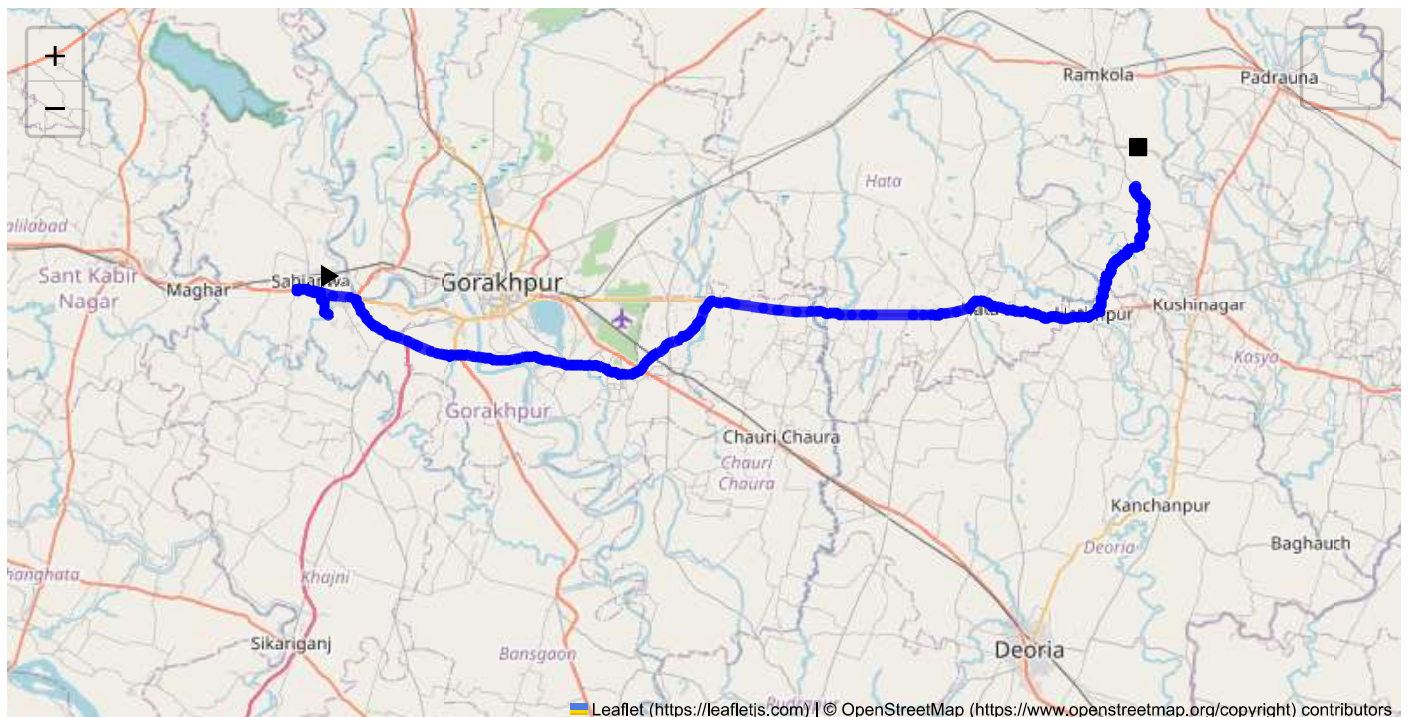 +
−
Ramkola
Padrauna
Hata
Sant Kabir
Nagar
Maghar
Gorakhpur
Kushinagar
Kasya
Gorakhpur
Chauri Chaura
Chauri
Chaura
Kanchanpur
Deoria
Baghauch
Khajni
Sikariganj
Bansgaon
Deoria
Leaflet (https://leafletjs.com) | © OpenStreetMap (https://www.openstreetmap.org/copyright) contributors